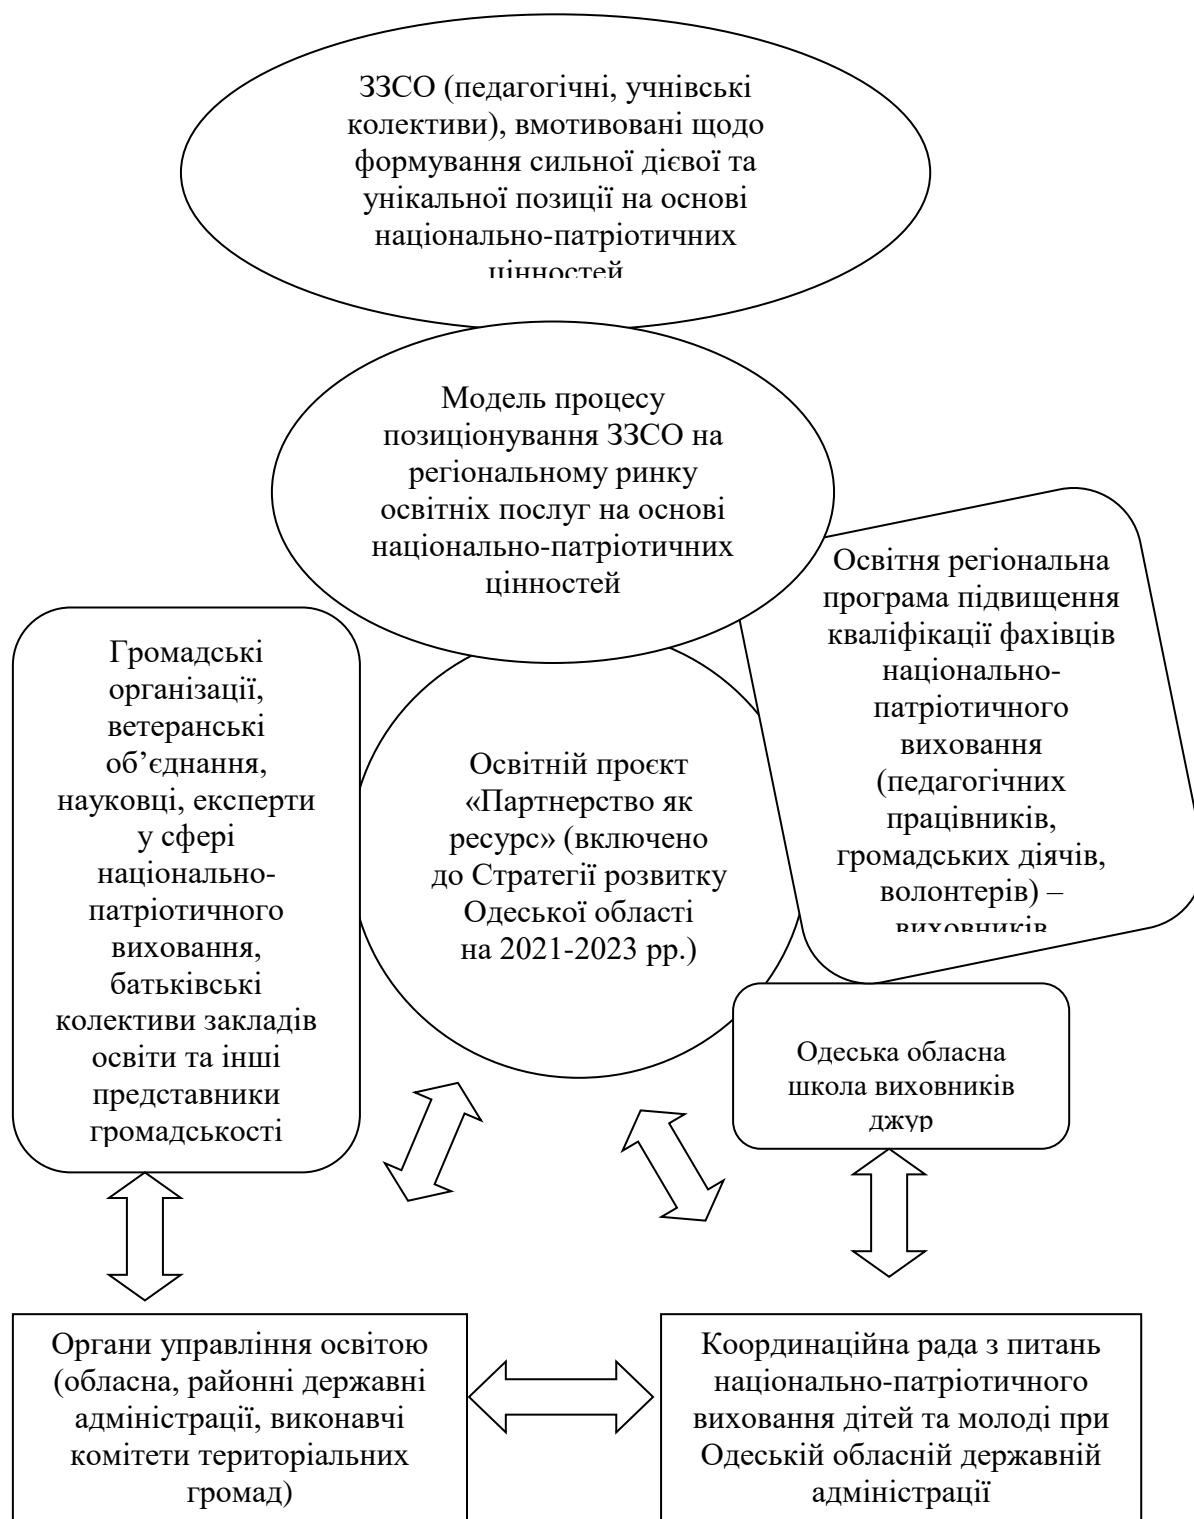 ЗЗСО (педагогічні, учнівські
колективи), вмотивовані щодо
формування сильної дієвої та
унікальної позиції на основі
національно-патріотичних
цінностей
Модель процесу
позиціонування ЗЗСО на
регіональному ринку
освітніх послуг на основі
національно-патріотичних
цінностей
Освітня регіональна
програма підвищення
кваліфікації фахівців
національно-
патріотичного
виховання
(педагогічних
працівників,
громадських діячів,
волонтерів) –
виховників
Громадські
організації,
ветеранські
об’єднання,
науковці, експерти
у сфері
національно-
патріотичного
виховання,
батьківські
колективи закладів
освіти та інші
представники
громадськості
Освітній проєкт
«Партнерство як
ресурс» (включено
до Стратегії розвитку
Одеської області
на 2021-2023 рр.)
Одеська обласна
школа виховників
джур
Органи управління освітою
(обласна, районні державні
адміністрації, виконавчі
комітети територіальних
громад)
Координаційна рада з питань
національно-патріотичного
виховання дітей та молоді при
Одеській обласній державній
адміністрації